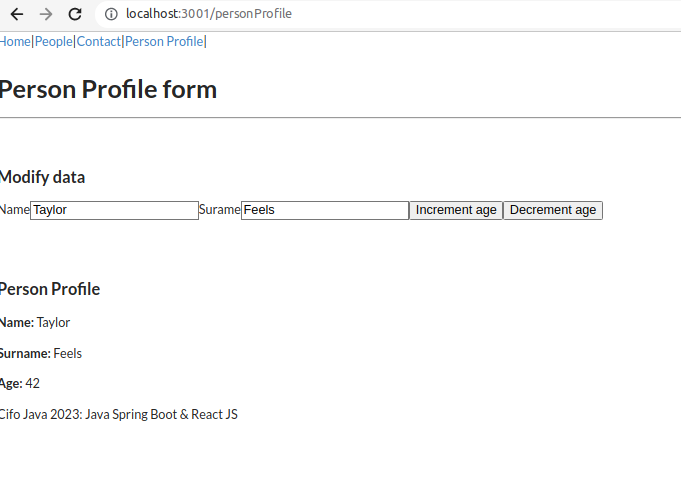 localhost:3001/personProfile
Home|People|Contact|Person Profile|
Person Profile form
Modify data
Name Taylor Surame Feels Increment age Decrement age
Person Profile
Name: Taylor
Surname: Feels
Age: 42
Cifo Java 2023: Java Spring Boot & React JS